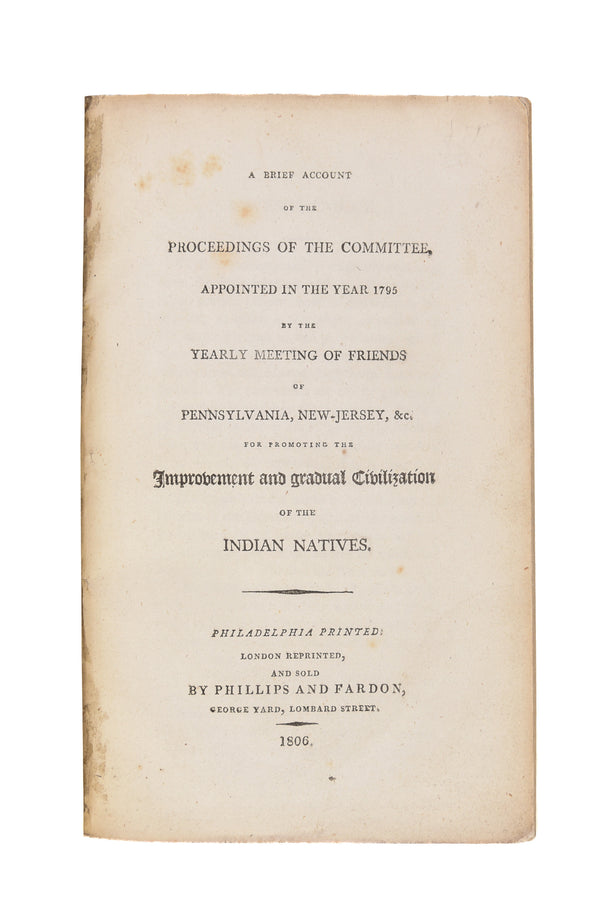 A BRIEF ACCOUNT
OF THE
PROCEEDINGS OF THE COMMITTEE,
APPOINTED IN THE YEAR 1795
BY THE
YEARLY MEETING OF FRIENDS
OF
PENNSYLVANIA, NEW-JERSEY, &c.
FOR PROMOTING THE
Improvement and gradual Civilization
OF THE
INDIAN NATIVES.
PHILADELPHIA PRINTED:
LONDON REPRINTED,
AND SOLD
BY PHILLIPS AND FARDON,
GEORGE YARD, LOMBARD STREET.
1806.